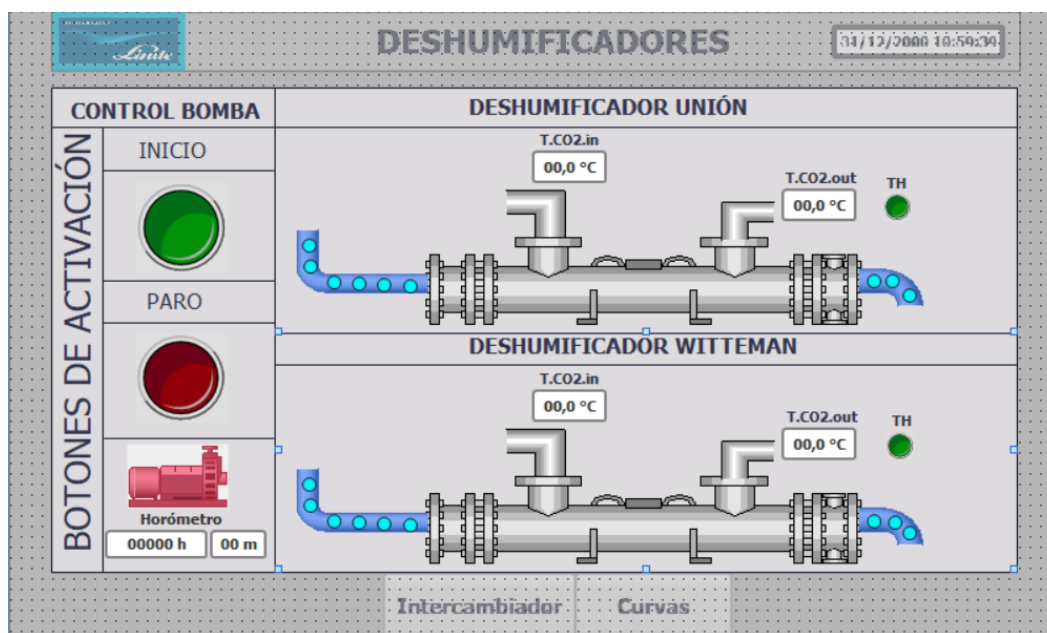 Linde
DESHUMIFICADORES
31/12/2000 10:59:39
CONTROL BOMBA
BOTONES DE ACTIVACIÓN
INICIO
PARO
Horómetro
00000 h
00 m
DESHUMIFICADOR UNIÓN
T.CO2.in
00,0 °C
T.CO2.out
00,0 °C
TH
DESHUMIFICADOR WITTEMAN
T.CO2.in
00,0 °C
T.CO2.out
00,0 °C
TH
Intercambiador
Curvas